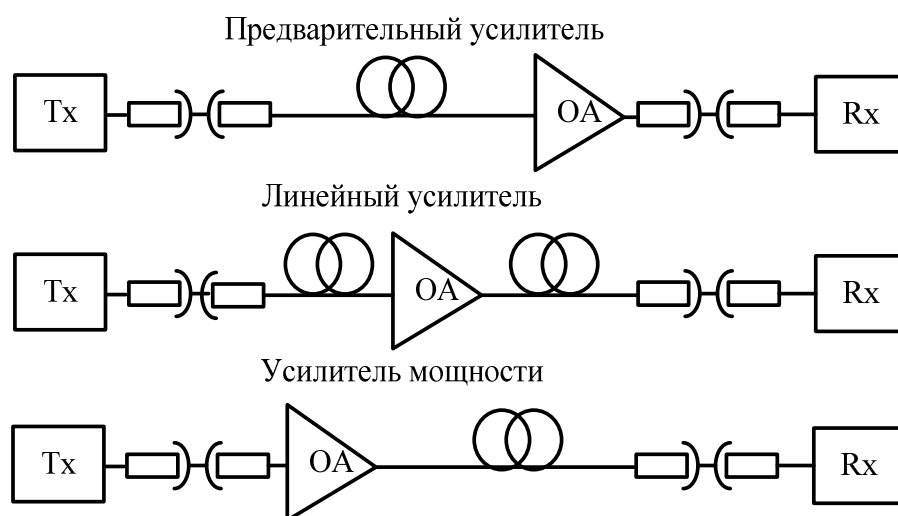 Предварительный усилитель
Tx
OA
Rx
Линейный усилитель
Tx
OA
Rx
Усилитель мощности
Tx
OA
Rx